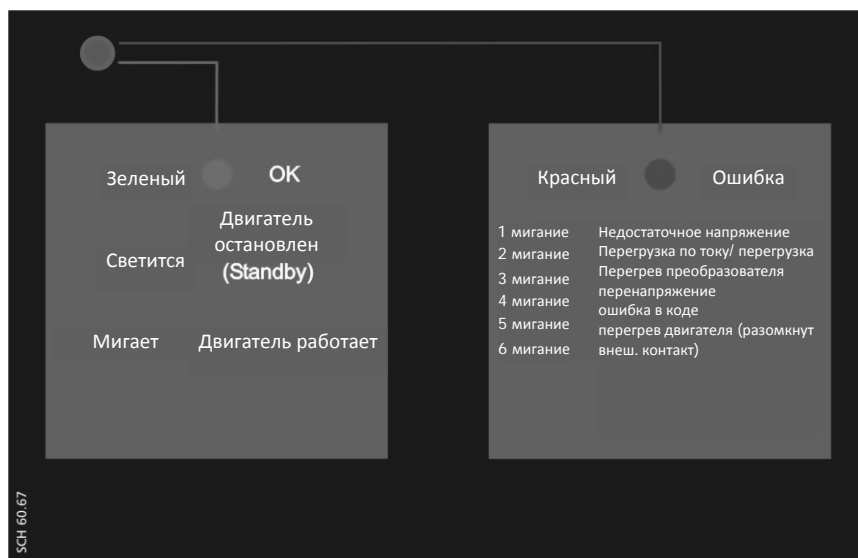 Зеленый OK
Двигатель
остановлен
Светится
(Standby)
Мигает Двигатель работает
Красный Ошибка
1 мигание Недостаточное напряжение
2 мигание Перегрузка по току/ перегрузка
3 мигание Перегрев преобразователя
4 мигание перенапряжение
5 мигание ошибка в коде
6 мигание перегрев двигателя (разомкнут
внеш. контакт)
SCH 60.67